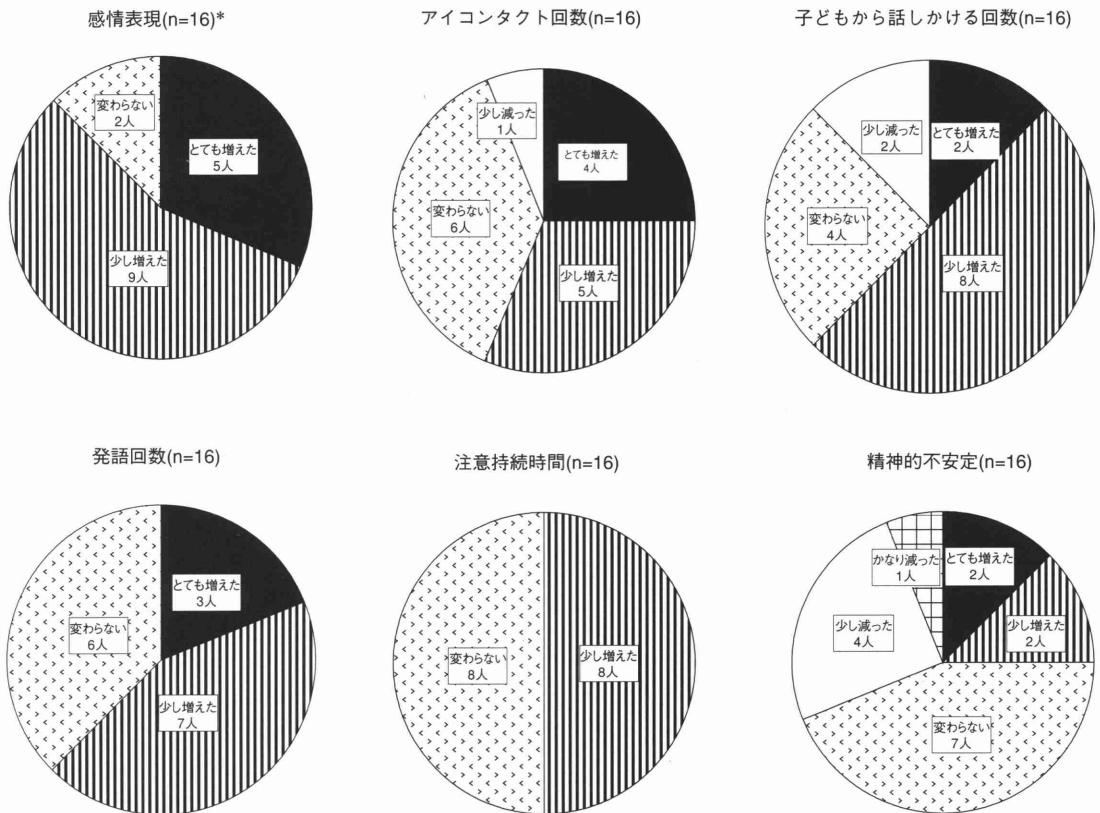 感情表現(n=16)*
変わらない
2人
とても増えた
5人
少し増えた
9人
アイコンタクト回数(n=16)
少し減った
1人
とても増えた
4人
変わらない
6人
少し増えた
5人
子どもから話しかける回数(n=16)
少し減った
2人
とても増えた
2人
変わらない
4人
少し増えた
8人
発語回数(n=16)
とても増えた
3人
変わらない
6人
少し増えた
7人
注意持続時間(n=16)
変わらない
8人
少し増えた
8人
精神的不安定(n=16)
かなり減った
1人
とても増えた
2人
少し減った
4人
少し増えた
2人
変わらない
7人